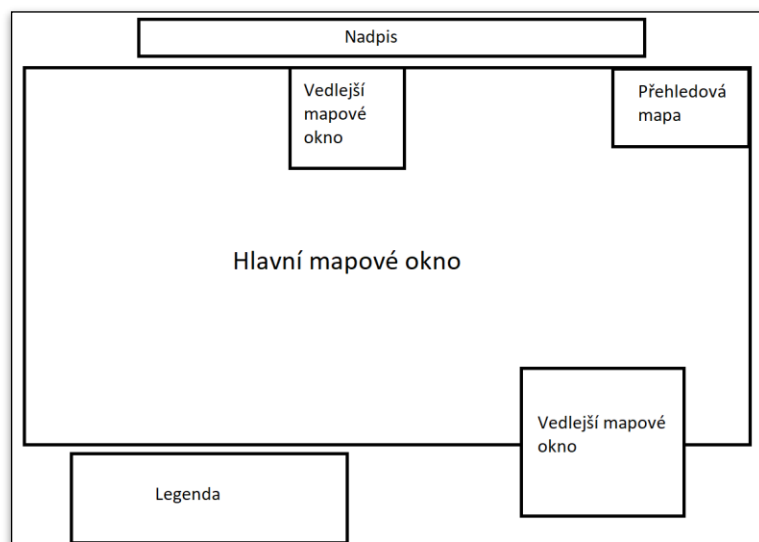 Nadpis
Vedlejší
mapové
okno
Přehledová
mapa
Hlavní mapové okno
Vedlejší mapové
okno
Legenda